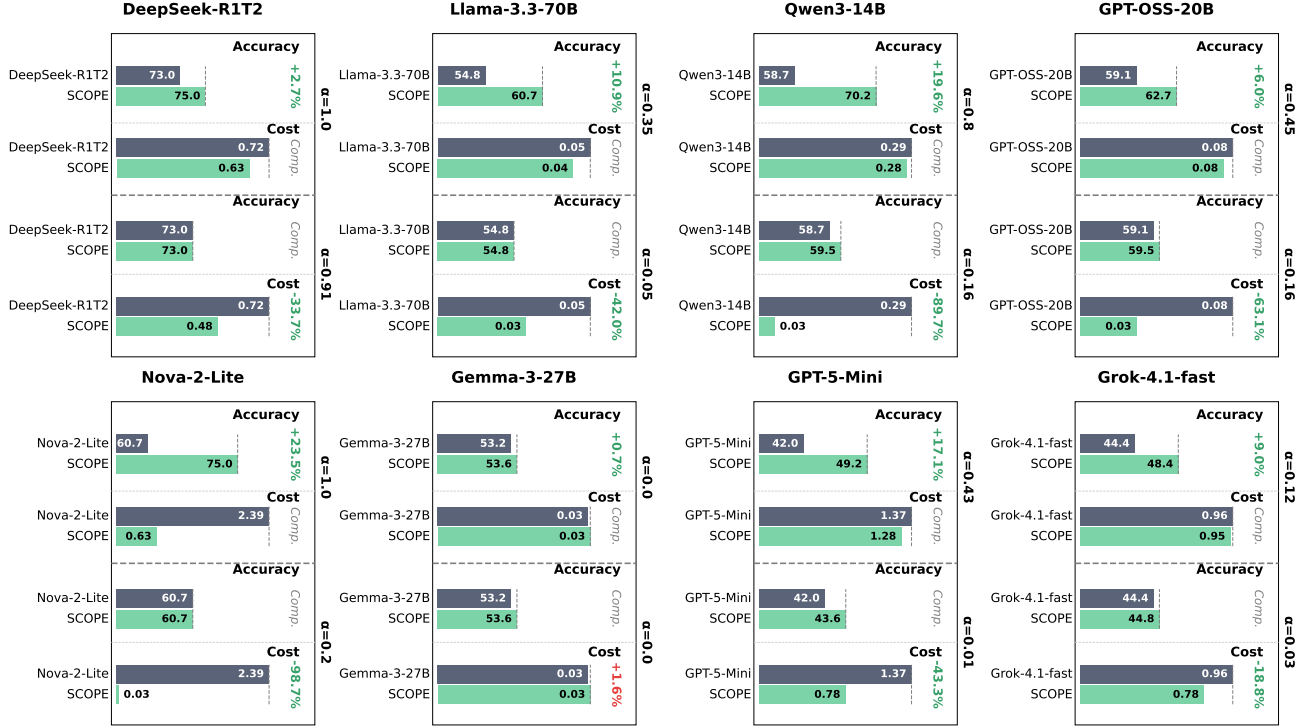 DeepSeek-R1T2
Accuracy
DeepSeek-R1T2 73.0
SCOPE 75.0
+2.7%
Cost
DeepSeek-R1T2 0.72
SCOPE 0.63
Comp.
α=1.0
Accuracy
DeepSeek-R1T2 73.0
SCOPE 73.0
Comp.
Cost
DeepSeek-R1T2 0.72
SCOPE 0.48
-33.7%
α=0.91
Llama-3.3-70B
Accuracy
Llama-3.3-70B 54.8
SCOPE 60.7
+10.9%
Cost
Llama-3.3-70B 0.05
SCOPE 0.04
Comp.
α=0.35
Accuracy
Llama-3.3-70B 54.8
SCOPE 54.8
Comp.
Cost
Llama-3.3-70B 0.05
SCOPE 0.03
-42.0%
α=0.05
Qwen3-14B
Accuracy
Qwen3-14B 58.7
SCOPE 70.2
+19.6%
Cost
Qwen3-14B 0.29
SCOPE 0.28
Comp.
α=0.8
Accuracy
Qwen3-14B 58.7
SCOPE 59.5
Comp.
Cost
Qwen3-14B 0.29
SCOPE 0.03
-89.7%
α=0.16
GPT-OSS-20B
Accuracy
GPT-OSS-20B 59.1
SCOPE 62.7
+6.0%
Cost
GPT-OSS-20B 0.08
SCOPE 0.08
Comp.
α=0.45
Accuracy
GPT-OSS-20B 59.1
SCOPE 59.5
Comp.
Cost
GPT-OSS-20B 0.08
SCOPE 0.03
-63.1%
α=0.16
Nova-2-Lite
Accuracy
Nova-2-Lite 60.7
SCOPE 75.0
+23.5%
Cost
Nova-2-Lite 2.39
SCOPE 0.63
Comp.
α=1.0
Accuracy
Nova-2-Lite 60.7
SCOPE 60.7
Comp.
Cost
Nova-2-Lite 2.39
SCOPE 0.03
-98.7%
α=0.2
Gemma-3-27B
Accuracy
Gemma-3-27B 53.2
SCOPE 53.6
+0.7%
Cost
Gemma-3-27B 0.03
SCOPE 0.03
Comp.
α=0.0
Accuracy
Gemma-3-27B 53.2
SCOPE 53.6
Comp.
Cost
Gemma-3-27B 0.03
SCOPE 0.03
+1.6%
α=0.0
GPT-5-Mini
Accuracy
GPT-5-Mini 42.0
SCOPE 49.2
+17.1%
Cost
GPT-5-Mini 1.37
SCOPE 1.28
Comp.
α=0.43
Accuracy
GPT-5-Mini 42.0
SCOPE 43.6
Comp.
Cost
GPT-5-Mini 1.37
SCOPE 0.78
-43.3%
α=0.01
Grok-4.1-fast
Accuracy
Grok-4.1-fast 44.4
SCOPE 48.4
+9.0%
Cost
Grok-4.1-fast 0.96
SCOPE 0.95
Comp.
α=0.12
Accuracy
Grok-4.1-fast 44.4
SCOPE 44.8
Comp.
Cost
Grok-4.1-fast 0.96
SCOPE 0.78
-18.8%
α=0.03